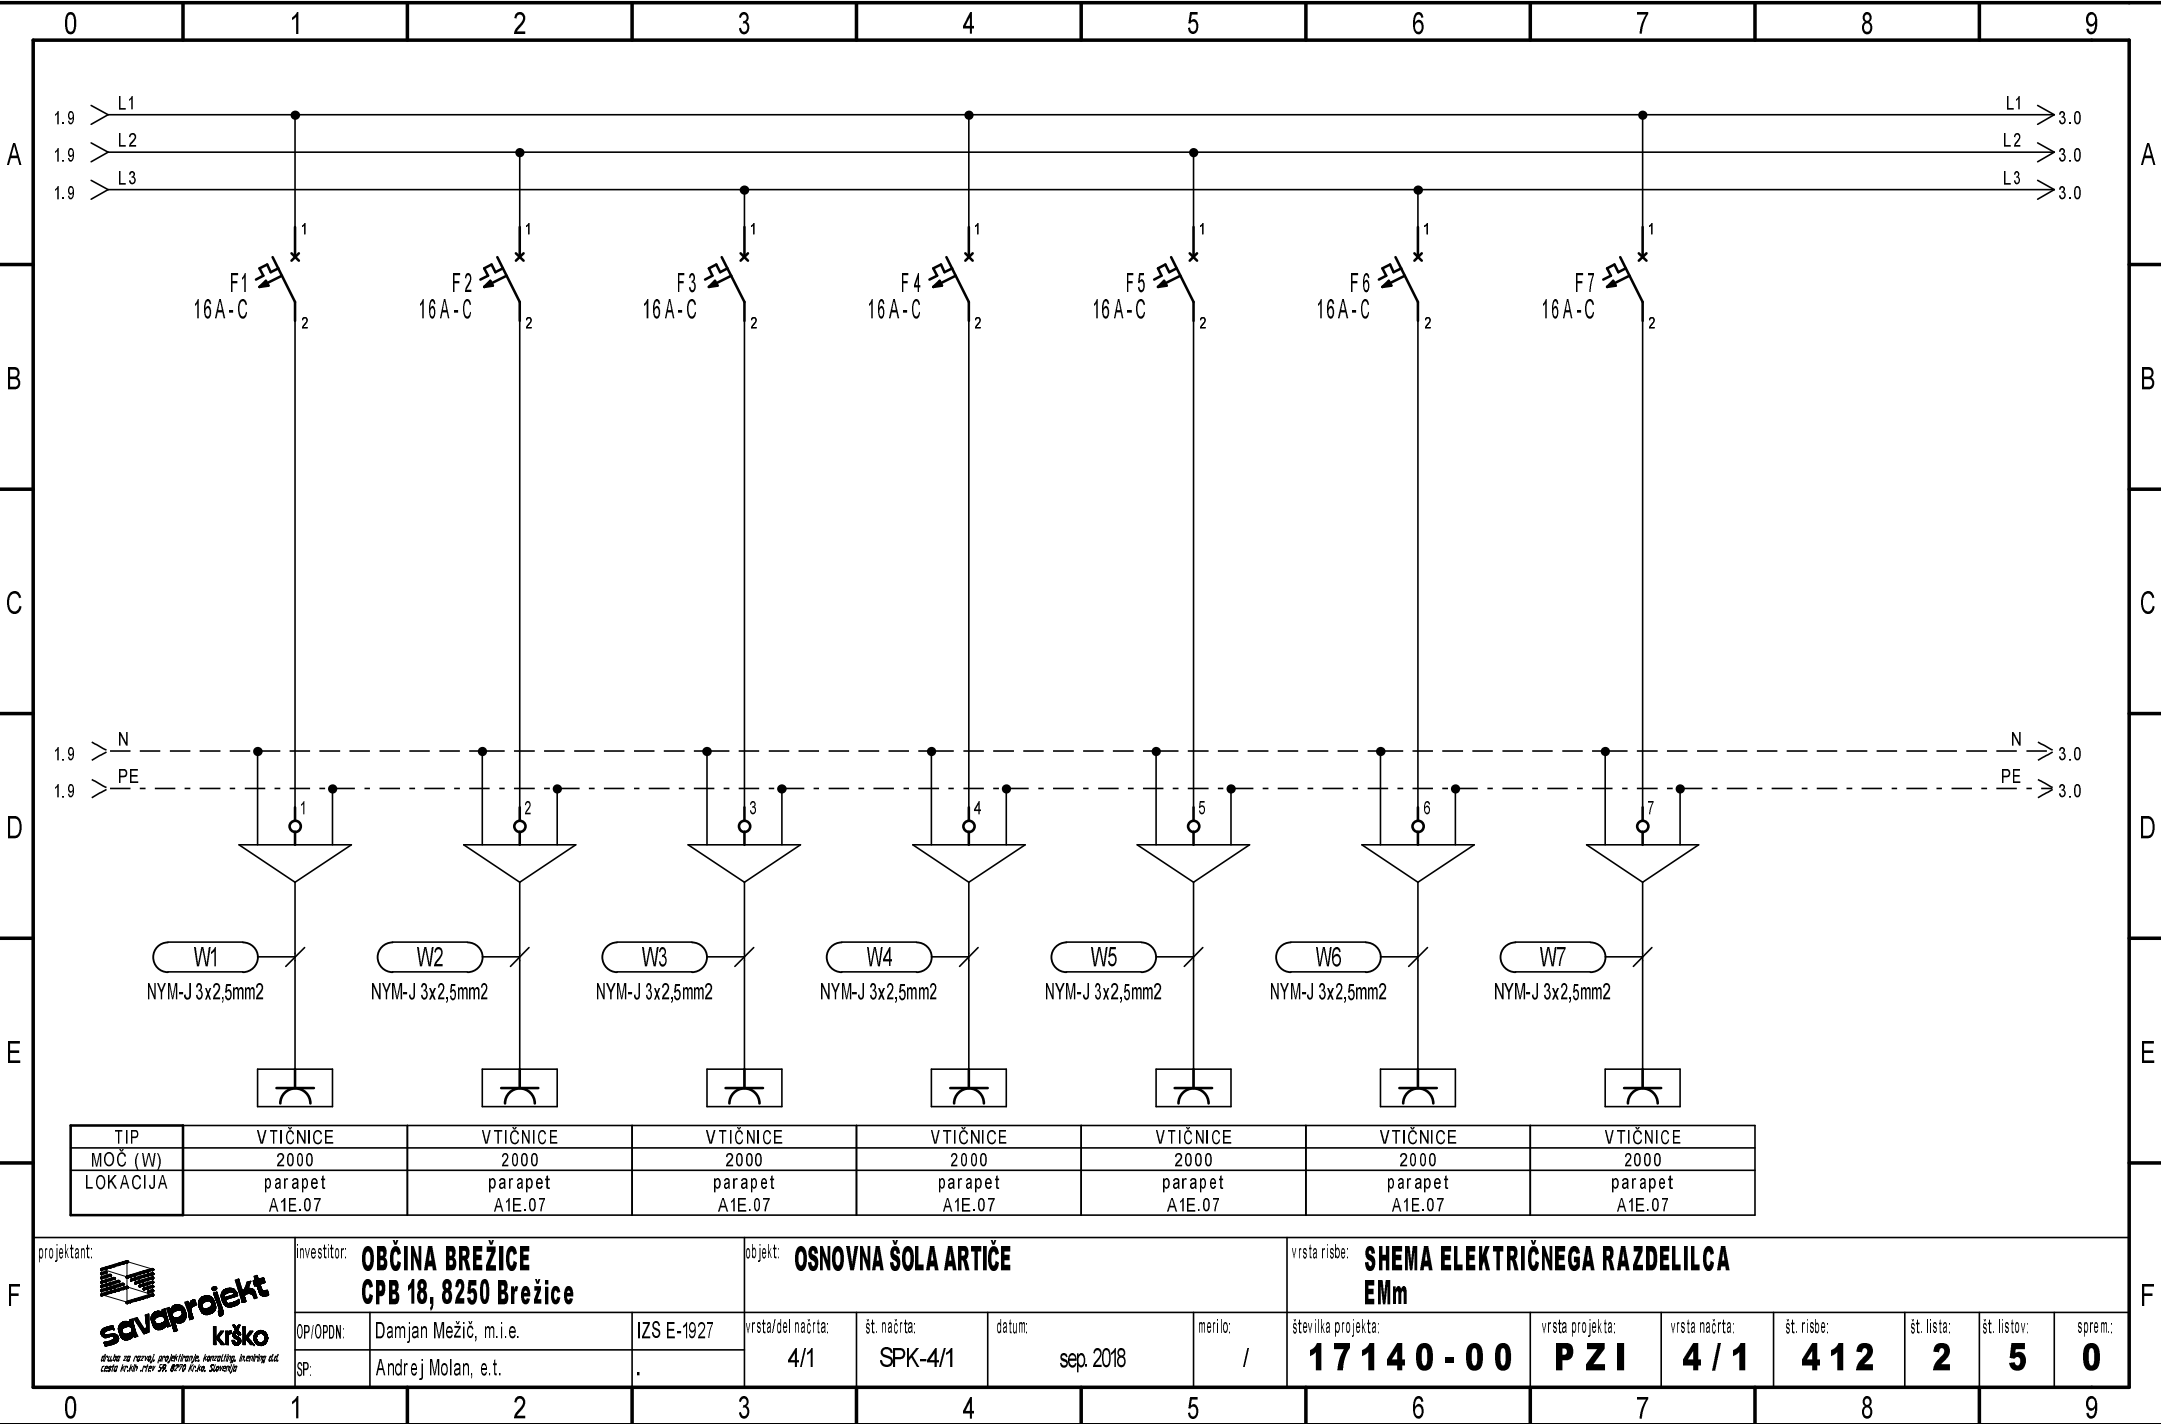 0 1 2 3 4 5 6 7 8 9
1.9 L1 L1 3.0
A 1.9 L2 L2 3.0 A
1.9 L3 L3 3.0
1 1 1 1 1 1 1
F1 F2 F3 F4 F5 F6 F7
16A-C 16A-C 16A-C 16A-C 16A-C 16A-C 16A-C
2 2 2 2 2 2 2
B B
C C
1.9 N N 3.0
1.9 PE PE 3.0
1 2 3 4 5 6 7
D D
W1 W2 W3 W4 W5 W6 W7
NYM-J 3x2,5mm2 NYM-J 3x2,5mm2 NYM-J 3x2,5mm2 NYM-J 3x2,5mm2 NYM-J 3x2,5mm2 NYM-J 3x2,5mm2 NYM-J 3x2,5mm2
E E
TIP VTIČNICE VTIČNICE VTIČNICE VTIČNICE VTIČNICE VTIČNICE VTIČNICE
MOČ (W) 2000 2000 2000 2000 2000 2000 2000
LOKACIJA parapet parapet parapet parapet parapet parapet parapet
A1E.07 A1E.07 A1E.07 A1E.07 A1E.07 A1E.07 A1E.07
F F
projektant:
savaprojekt
krško
investitor: OBČINA BREŽICE
CPB 18, 8250 Brežice
OP/OPDN: Damjan Mežič, m.i.e. IZS E-1927
SP: Andrej Molan, e.t. .
objekt: OSNOVNA ŠOLA ARTIČE
vrsta/del načrta: št. načrta: datum: merilo:
4/1 SPK-4/1 sep. 2018 /
vrsta risbe: SHEMA ELEKTRIČNEGA RAZDELILCA
EMm
številka projekta: vrsta projekta: vrsta načrta: št. risbe: št. lista: št. listov: sprem.:
17140-00 PZI 4/1 412 2 5 0
0 1 2 3 4 5 6 7 8 9